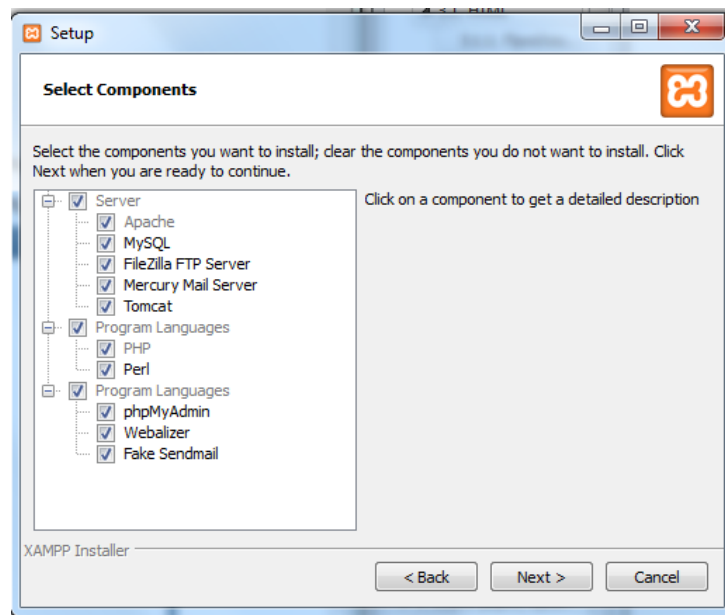 Setup
Select Components
Select the components you want to install; clear the components you do not want to install. Click
Next when you are ready to continue.
Server
Apache
MySQL
FileZilla FTP Server
Mercury Mail Server
Tomcat
Program Languages
PHP
Perl
Program Languages
phpMyAdmin
Webalizer
Fake Sendmail
Click on a component to get a detailed description
XAMPP Installer
< Back
Next >
Cancel